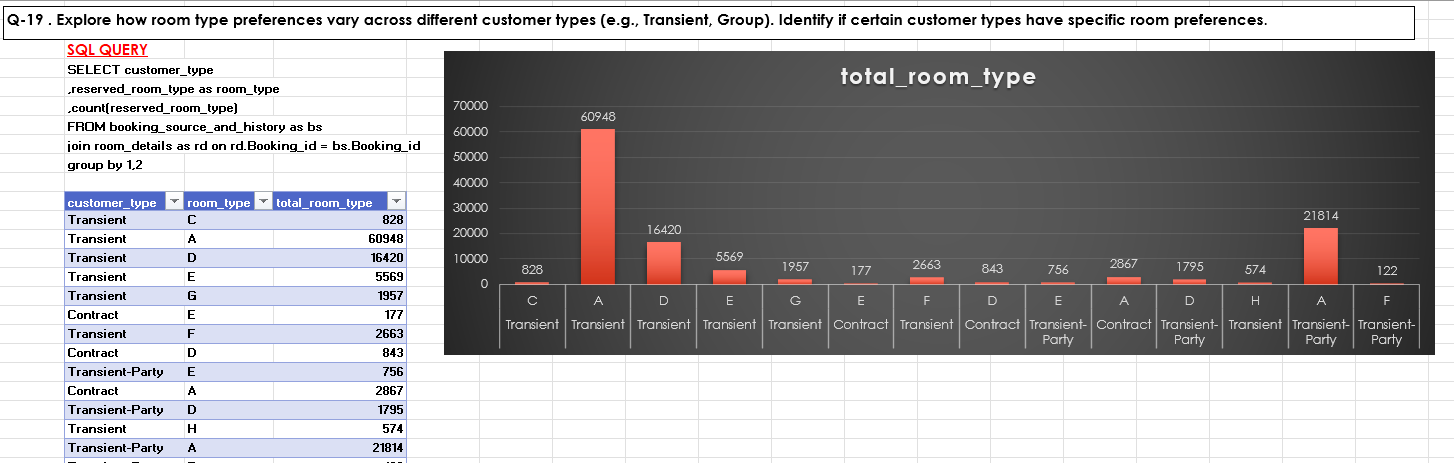 Q-19 . Explore how room type preferences vary across different customer types (e.g., Transient, Group). Identify if certain customer types have specific room preferences.
SQL QUERY
SELECT customer_type
,reserved_room_type as room_type
,count(reserved_room_type)
FROM booking_source_and_history as bs
join room_details as rd on rd.Booking_id = bs.Booking_id
group by 1,2
customer_type room_type total_room_type
Transient C 828
Transient A 60948
Transient D 16420
Transient E 5569
Transient G 1957
Contract E 177
Transient F 2663
Contract D 843
Transient-Party E 756
Contract A 2867
Transient-Party D 1795
Transient H 574
Transient-Party A 21814
total_room_type
70000
60000
50000
40000
30000
20000
10000
0
828 60948 16420 5569 1957 177 2663 843 756 2867 1795 574 21814 122
C A D E G E F D E A D H A F
Transient Transient Transient Transient Transient Contract Transient Contract Transient- Contract Transient- Transient Transient- Transient-
Party Party Party Party